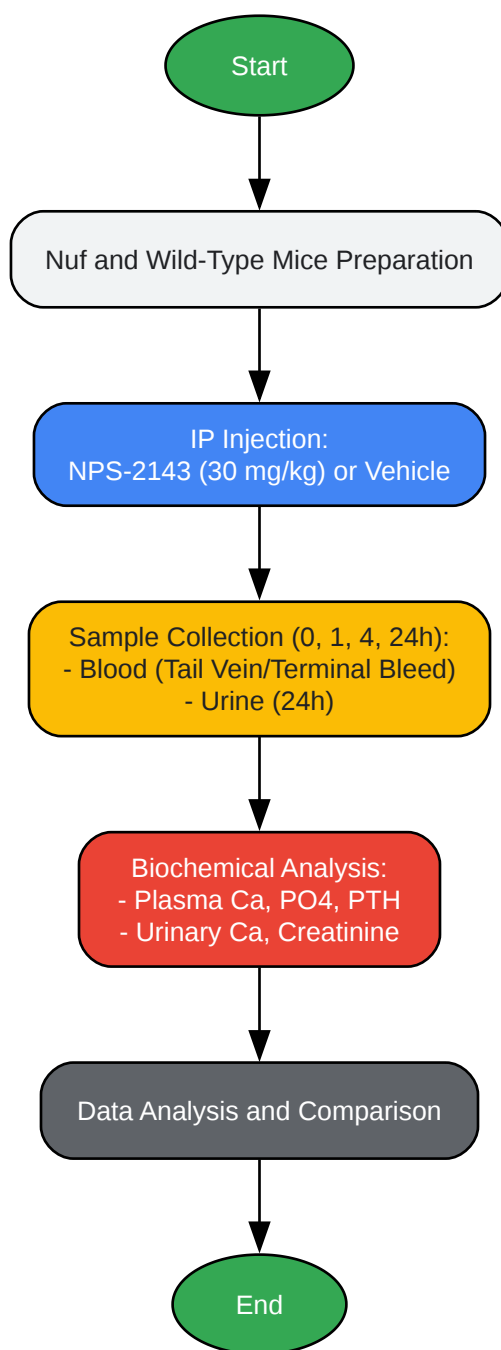 Start
Nuf and Wild-Type Mice Preparation
IP Injection:
NPS-2143 (30 mg/kg) or Vehicle
Sample Collection (0, 1, 4, 24h):
- Blood (Tail Vein/Terminal Bleed)
- Urine (24h)
Biochemical Analysis:
- Plasma Ca, PO4, PTH
- Urinary Ca, Creatinine
Data Analysis and Comparison
End